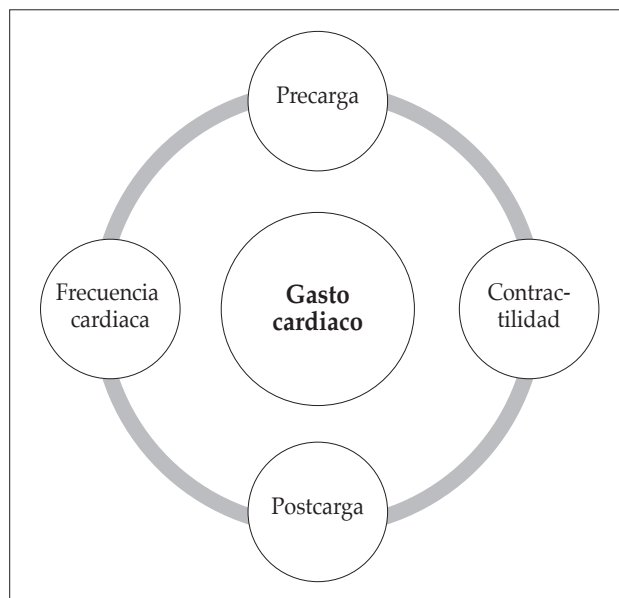 Precarga
Frecuencia
cardiaca
Gasto
cardiaco
Contrac-
tilidad
Postcarga